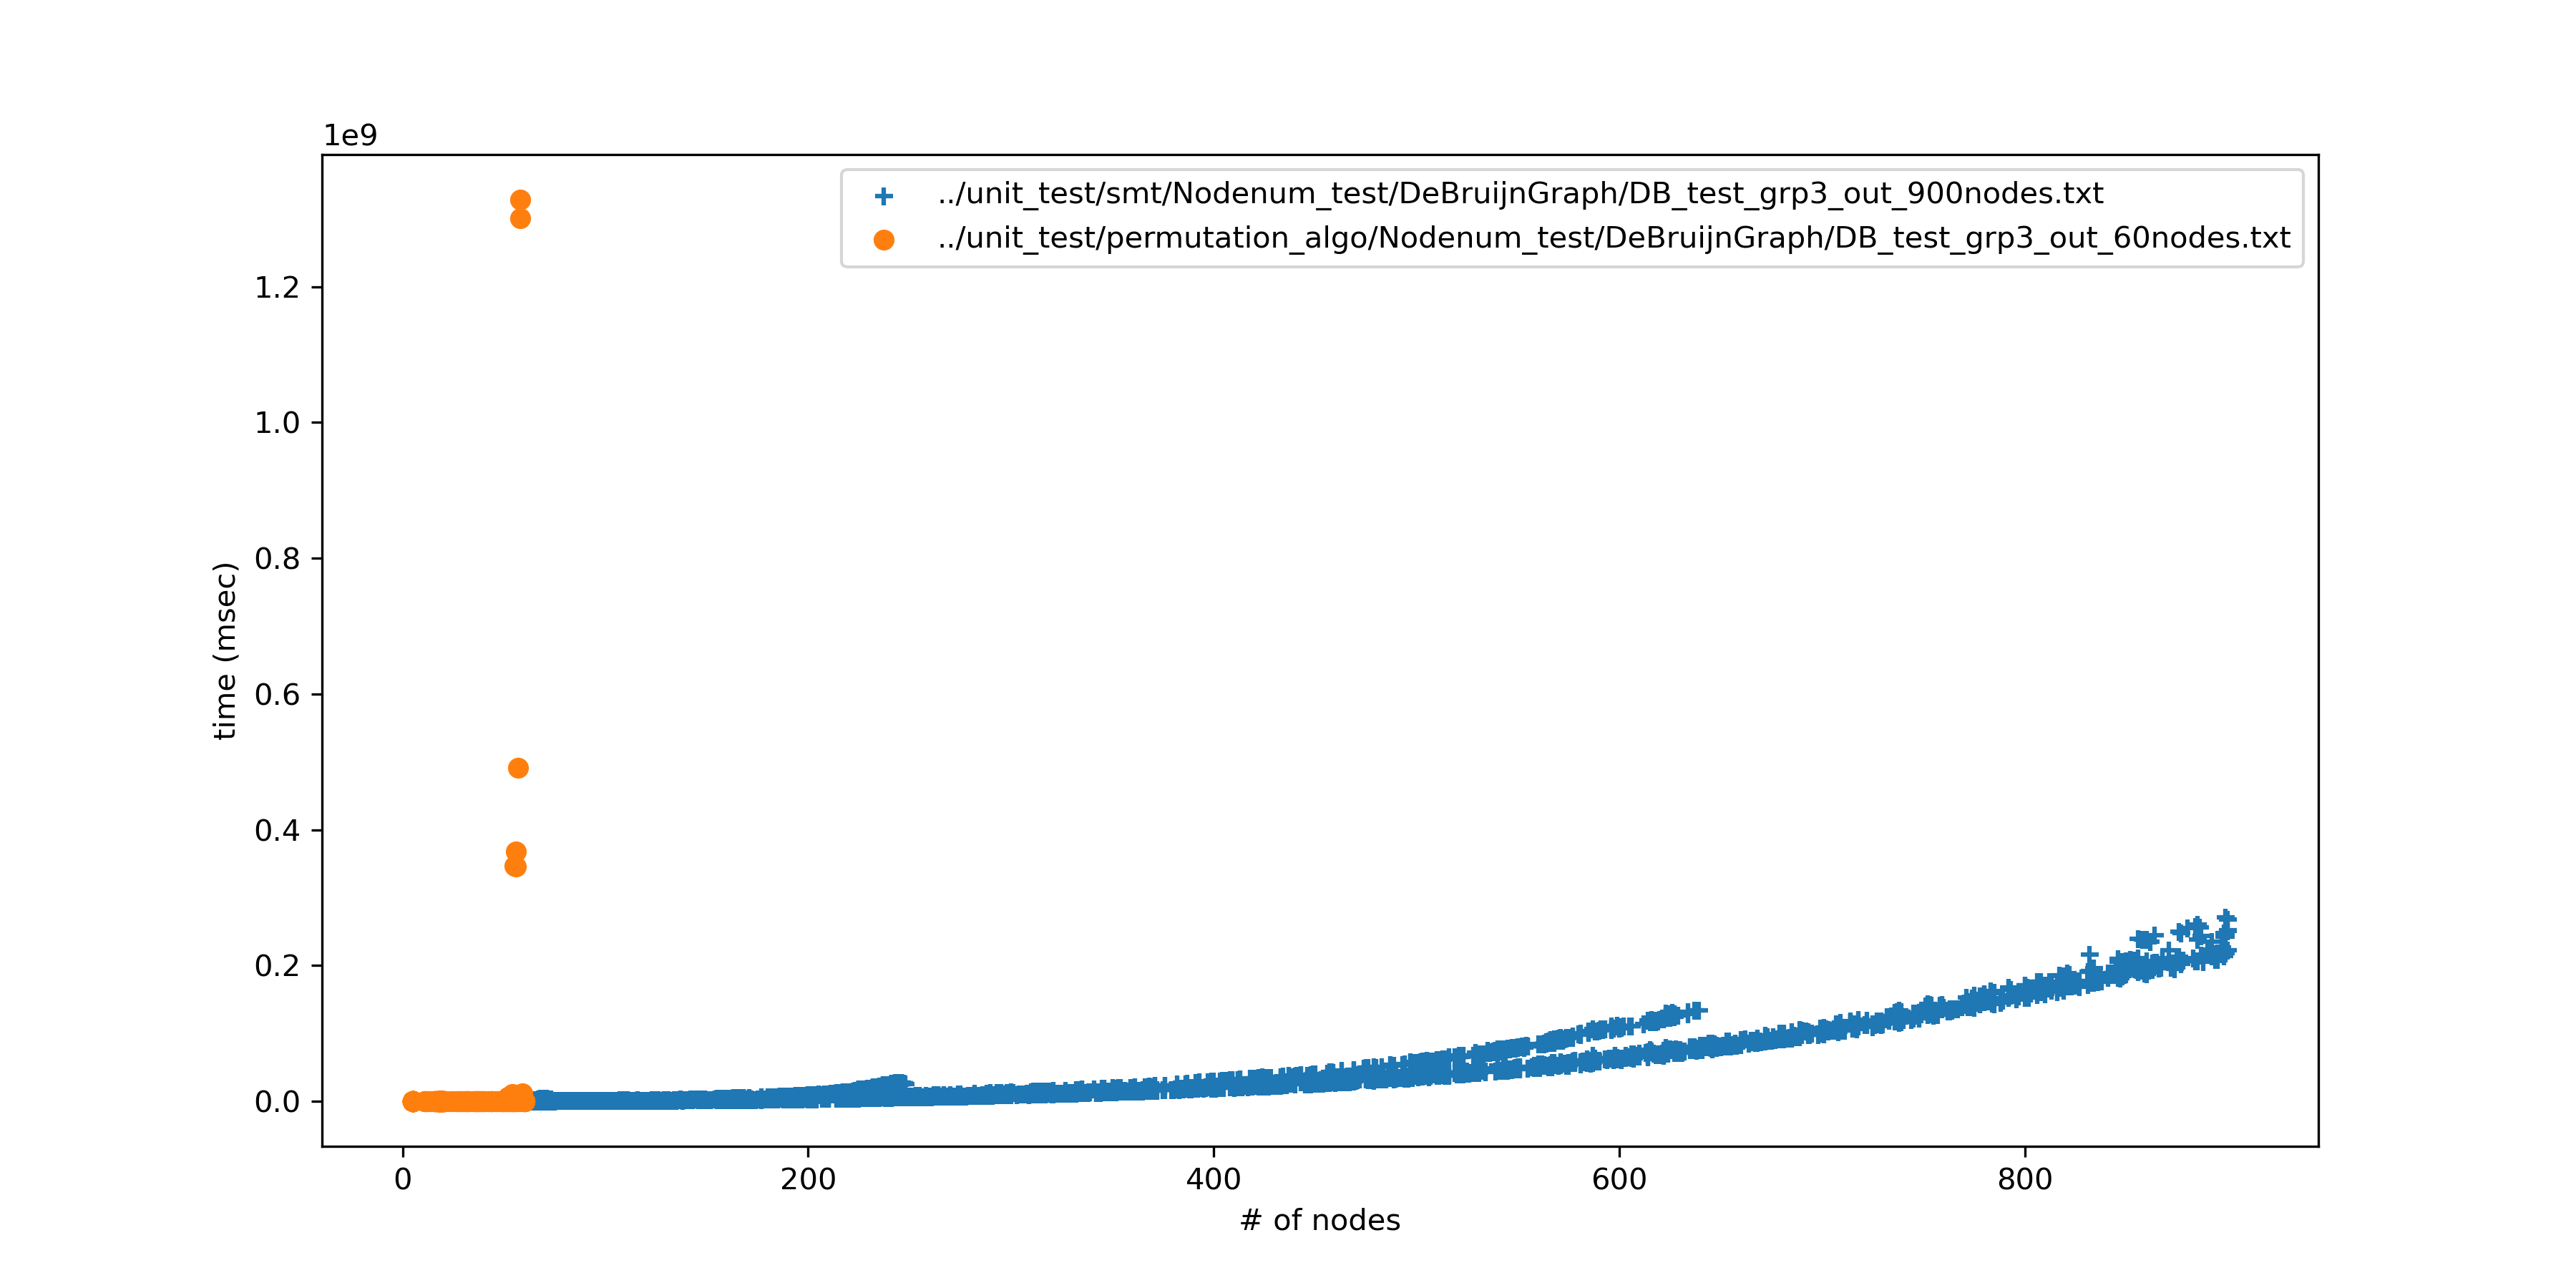 1e9
../unit_test/smt/Nodenum_test/DeBruijnGraph/DB_test_grp3_out_900nodes.txt
../unit_test/permutation_algo/Nodenum_test/DeBruijnGraph/DB_test_grp3_out_60nodes.txt
1.2
1.0
0.8
0.6
0.4
0.2
0.0
time (msec)
0 200 400 600 800
# of nodes